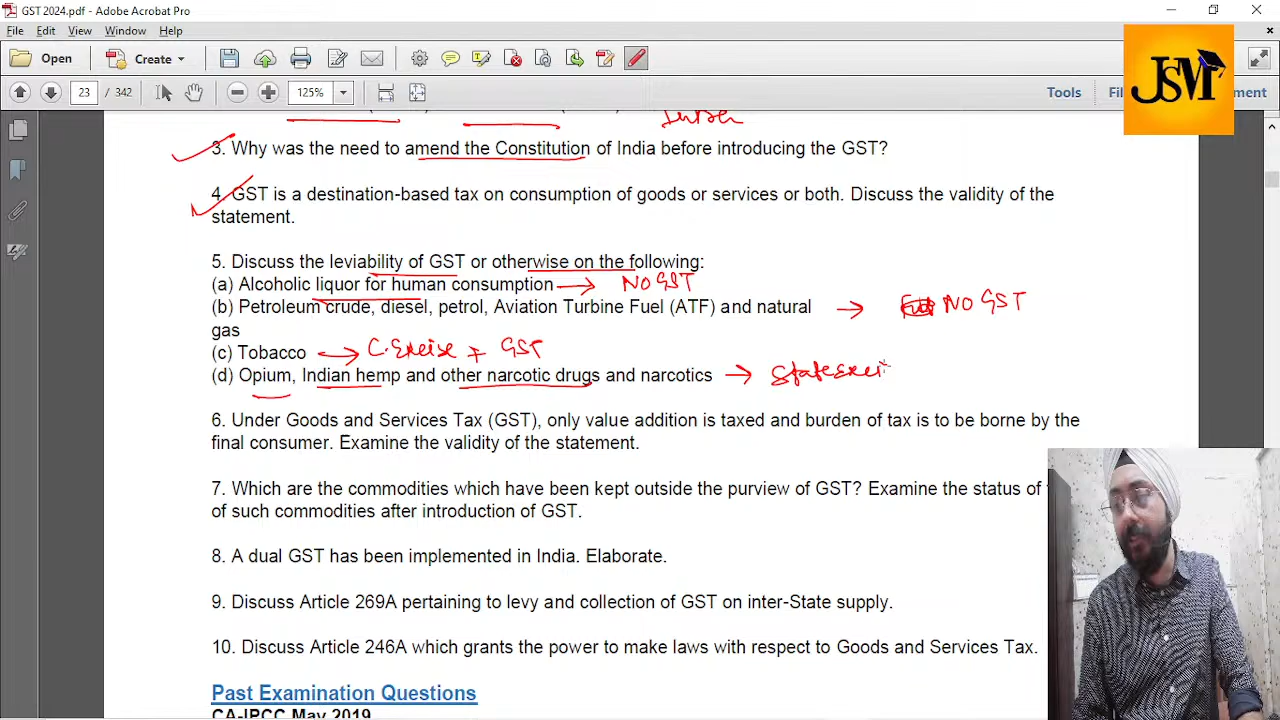 GST 2024.pdf - Adobe Acrobat Pro
File Edit View Window Help
Open Create
JSM
23 / 342 125% Tools
3. Why was the need to amend the Constitution of India before introducing the GST?
4. GST is a destination-based tax on consumption of goods or services or both. Discuss the validity of the
statement.
5. Discuss the leviability of GST or otherwise on the following:
(a) Alcoholic liquor for human consumption → NO GST
(b) Petroleum crude, diesel, petrol, Aviation Turbine Fuel (ATF) and natural → NO GST
gas
(c) Tobacco → C.Excise + GST
(d) Opium, Indian hemp and other narcotic drugs and narcotics →
6. Under Goods and Services Tax (GST), only value addition is taxed and burden of tax is to be borne by the
final consumer. Examine the validity of the statement.
7. Which are the commodities which have been kept outside the purview of GST? Examine the status of
of such commodities after introduction of GST.
8. A dual GST has been implemented in India. Elaborate.
9. Discuss Article 269A pertaining to levy and collection of GST on inter-State supply.
10. Discuss Article 246A which grants the power to make laws with respect to Goods and Services Tax.
Past Examination Questions
CA-IPCC May 2019